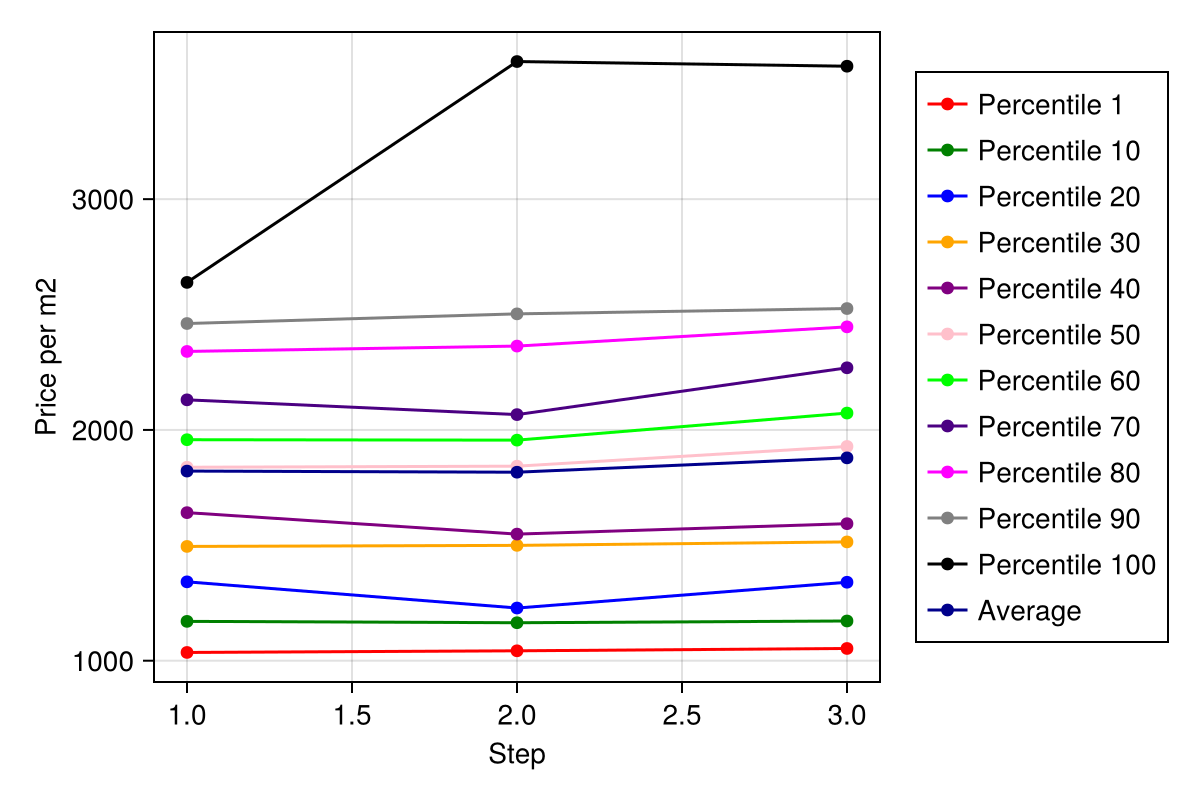 Price per m2
3000
2000
1000
1.0
1.5
2.0
2.5
3.0
Step
Percentile 1
Percentile 10
Percentile 20
Percentile 30
Percentile 40
Percentile 50
Percentile 60
Percentile 70
Percentile 80
Percentile 90
Percentile 100
Average